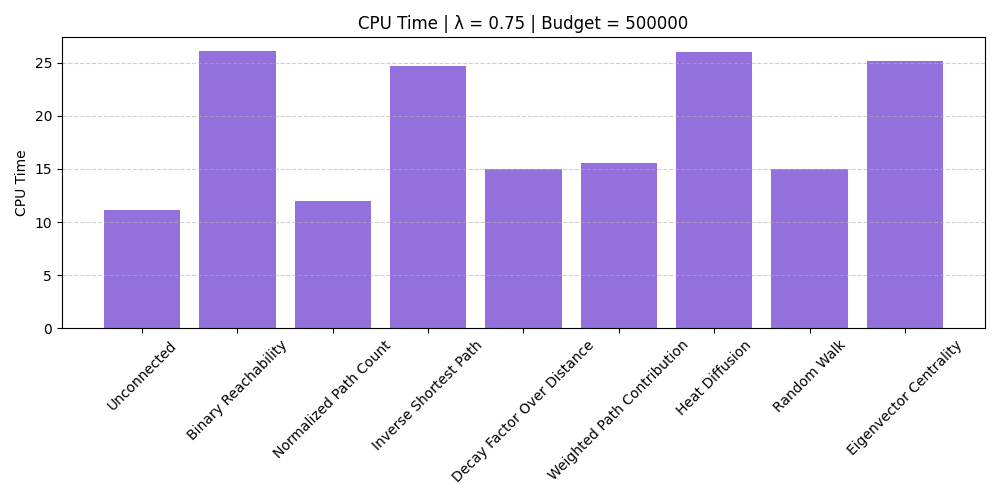 CPU Time | λ = 0.75 | Budget = 500000
CPU Time
25
20
15
10
5
0
Unconnected
Binary Reachability
Normalized Path Count
Inverse Shortest Path
Decay Factor Over Distance
Weighted Path Contribution
Heat Diffusion
Random Walk
Eigenvector Centrality